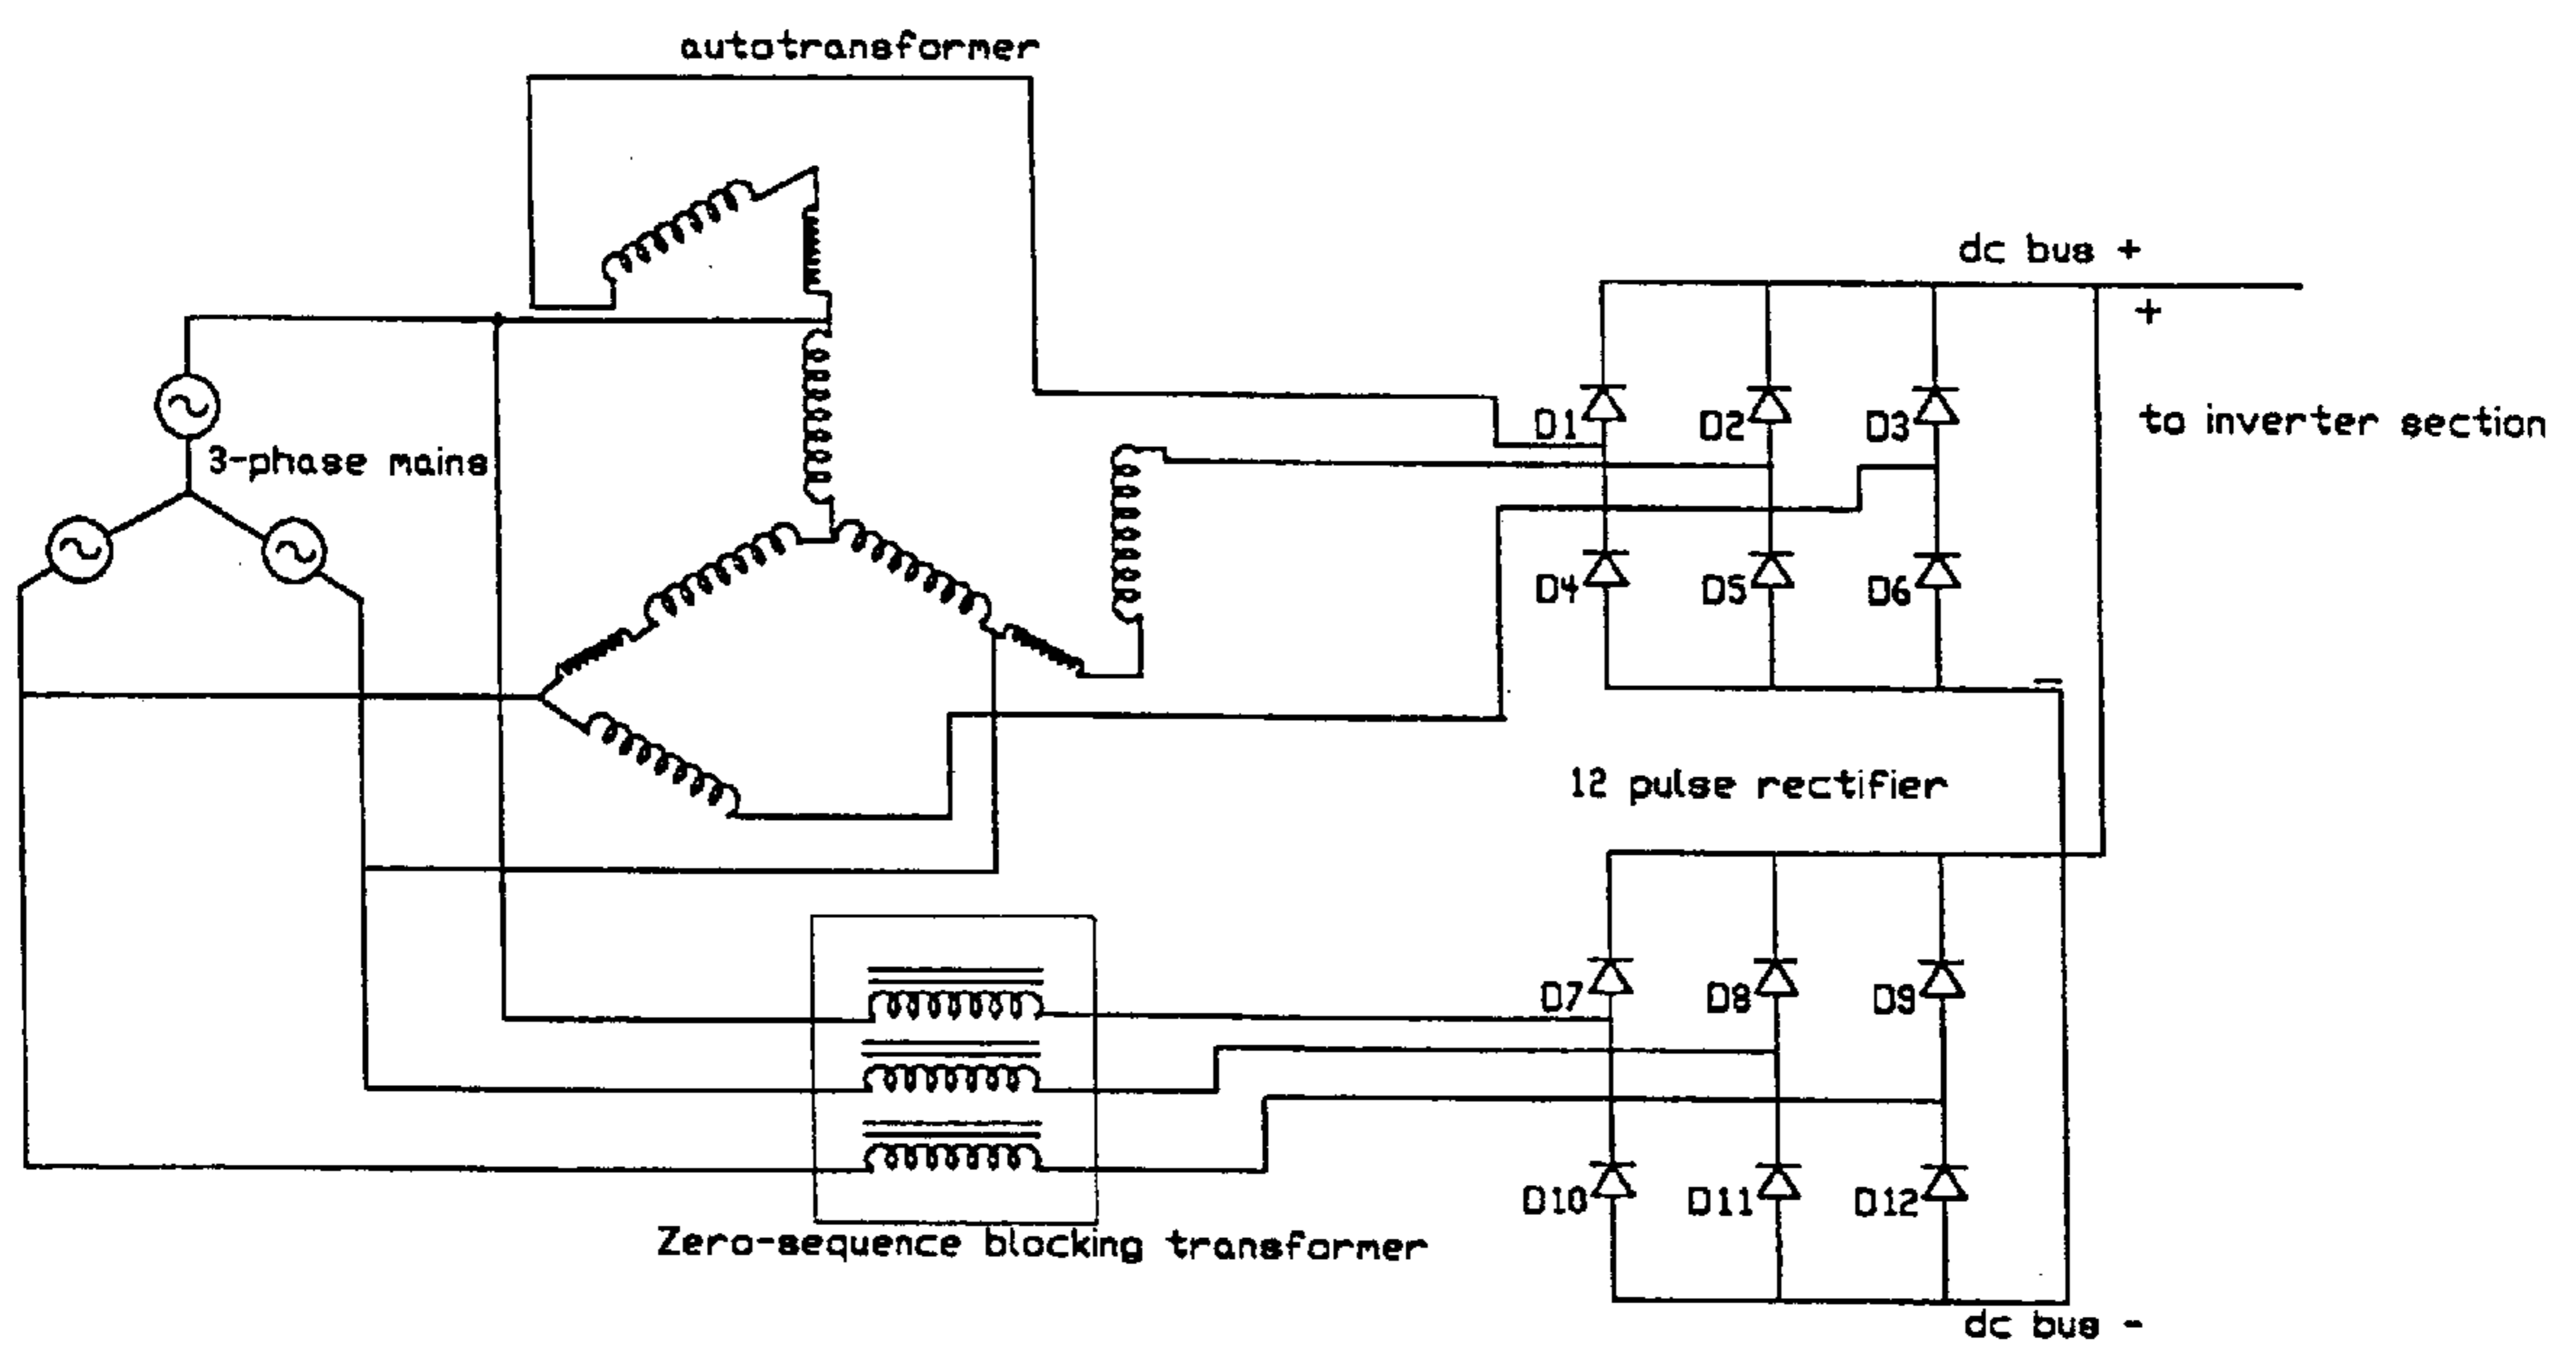 autotransformer
dc bus +
+
to inverter section
3-phase mains
D1
D2
D3
D4
D5
D6
-
12 pulse rectifier
D7
D8
D9
D10
D11
D12
Zero-sequence blocking transformer
dc bus -